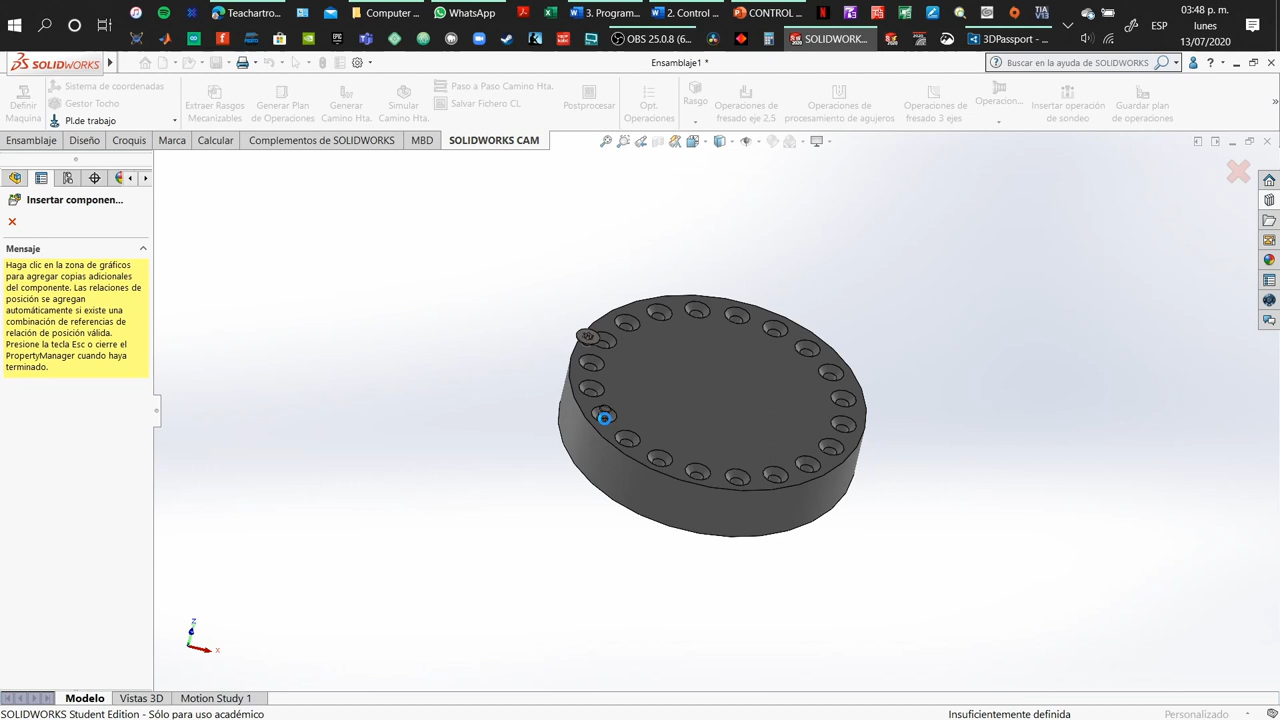 Teachartro...
Computer ...
WhatsApp
3. Program...
2. Control ...
CONTROL ...
TIA V13
ESP
03:48 p. m.
lunes
13/07/2020
OBS 25.0.8 (6...
SOLIDWORK...
3DPassport - ...
SOLIDWORKS
Ensamblaje1 *
Buscar en la ayuda de SOLIDWORKS
Definir Maquina
Sistema de coordenadas
Gestor Tocho
Pl.de trabajo
Extraer Rasgos Mecanizables
Generar Plan de Operaciones
Generar Camino Hta.
Simular Camino Hta.
Paso a Paso Camino Hta.
Salvar Fichero CL
Postprocesar
Opt. Operaciones
Rasgo
Operaciones de fresado eje 2,5
Operaciones de procesamiento de agujeros
Operaciones de fresado 3 ejes
Operacion...
Insertar operación de sondeo
Guardar plan de operaciones
Ensamblaje
Diseño
Croquis
Marca
Calcular
Complementos de SOLIDWORKS
MBD
SOLIDWORKS CAM
Insertar componen...
Mensaje
Haga clic en la zona de gráficos
para agregar copias adicionales
del componente. Las relaciones de
posición se agregan
automáticamente si existe una
combinación de referencias de
relación de posición válida.
Presione la tecla Esc o cierre el
PropertyManager cuando haya
terminado.
z
x
Modelo
Vistas 3D
Motion Study 1
SOLIDWORKS Student Edition - Sólo para uso académico
Insuficientemente definida
Personalizado